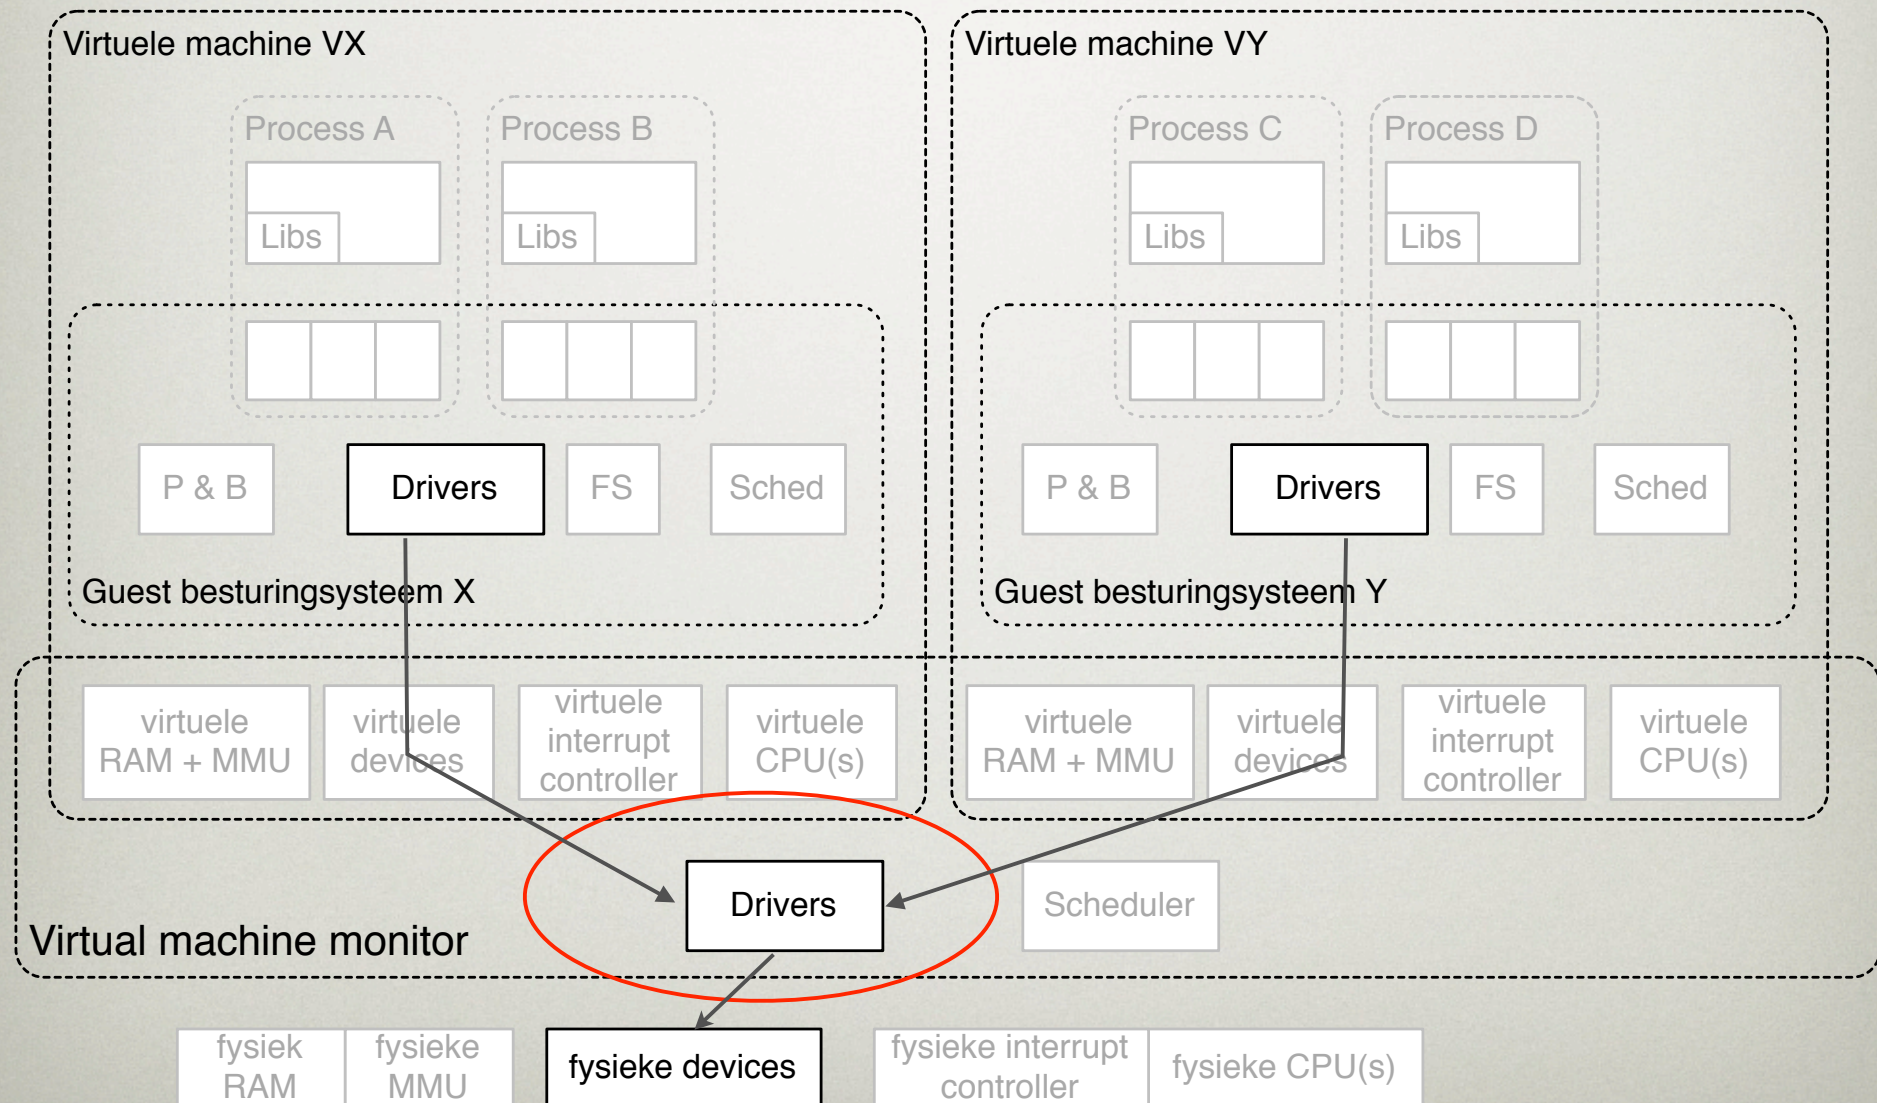 Virtuele machine VX
Virtuele machine VY
Process A
Process B
Process C
Process D
Libs
Libs
Libs
Libs
P & B
Drivers
FS
Sched
P & B
Drivers
FS
Sched
Guest besturingsysteem X
Guest besturingsysteem Y
virtuele
RAM + MMU
virtuele
devices
virtuele
interrupt
controller
virtuele
CPU(s)
virtuele
RAM + MMU
virtuele
devices
virtuele
interrupt
controller
virtuele
CPU(s)
Drivers
Scheduler
Virtual machine monitor
fysiek
RAM
fysieke
MMU
fysieke devices
fysieke interrupt
controller
fysieke CPU(s)